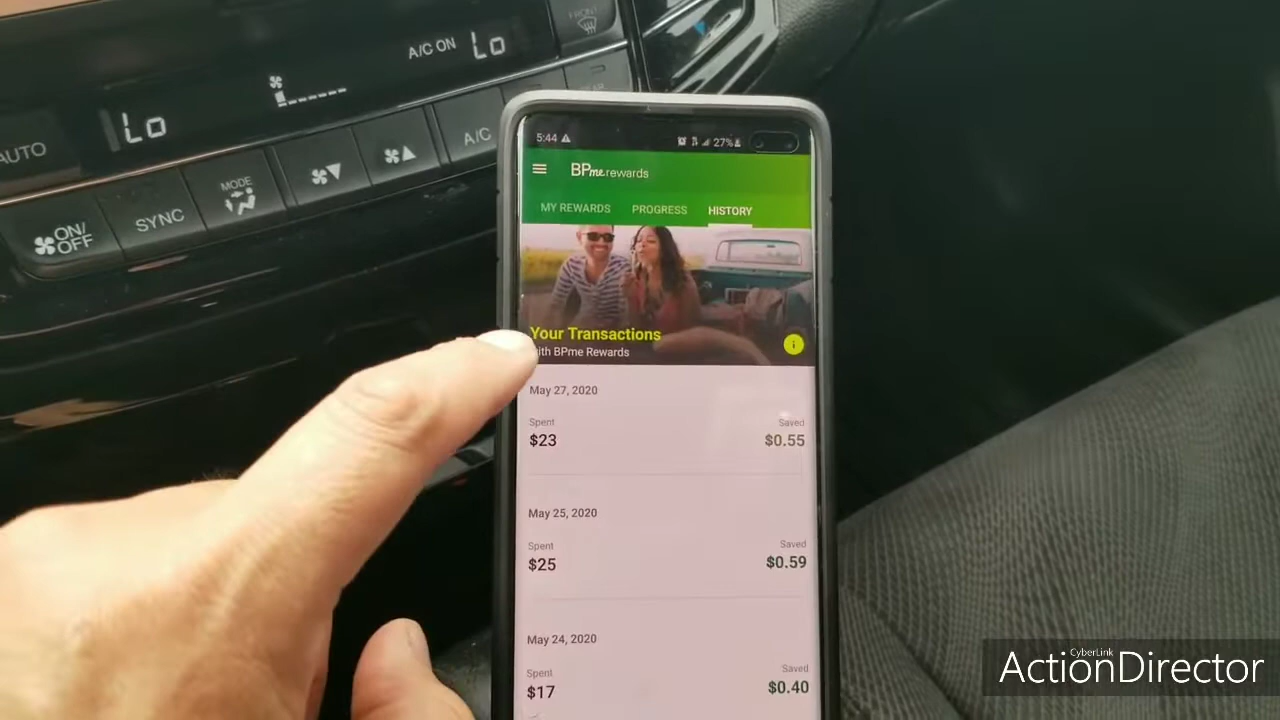 FRONT
A/C ON Lo
Lo
AUTO
A/C
MODE
SYNC
ON/
OFF
5:44
27%
BPme rewards
MY REWARDS PROGRESS HISTORY
Your Transactions
ith BPme Rewards
i
May 27, 2020
Spent Saved
$23 $0.55
May 25, 2020
Spent Saved
$25 $0.59
May 24, 2020
Spent Saved
$17 $0.40
CyberLink
ActionDirector